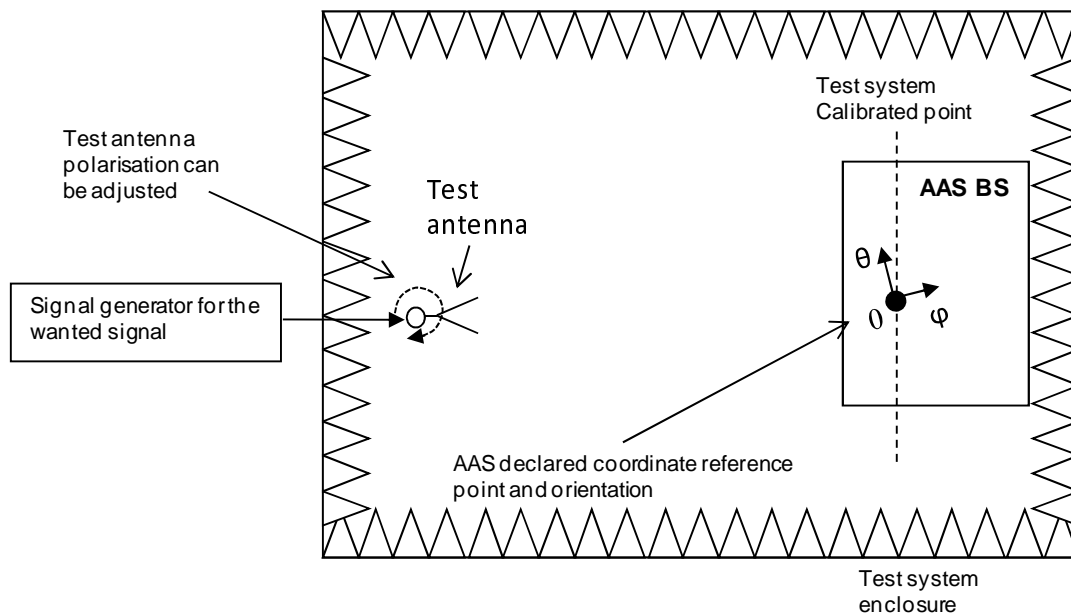 Test system
Calibrated point
Test antenna
polarisation can
be adjusted
Test
antenna
AAS BS
θ
Signal generator for the
wanted signal
0
φ
AAS declared coordinate reference
point and orientation
Test system
enclosure